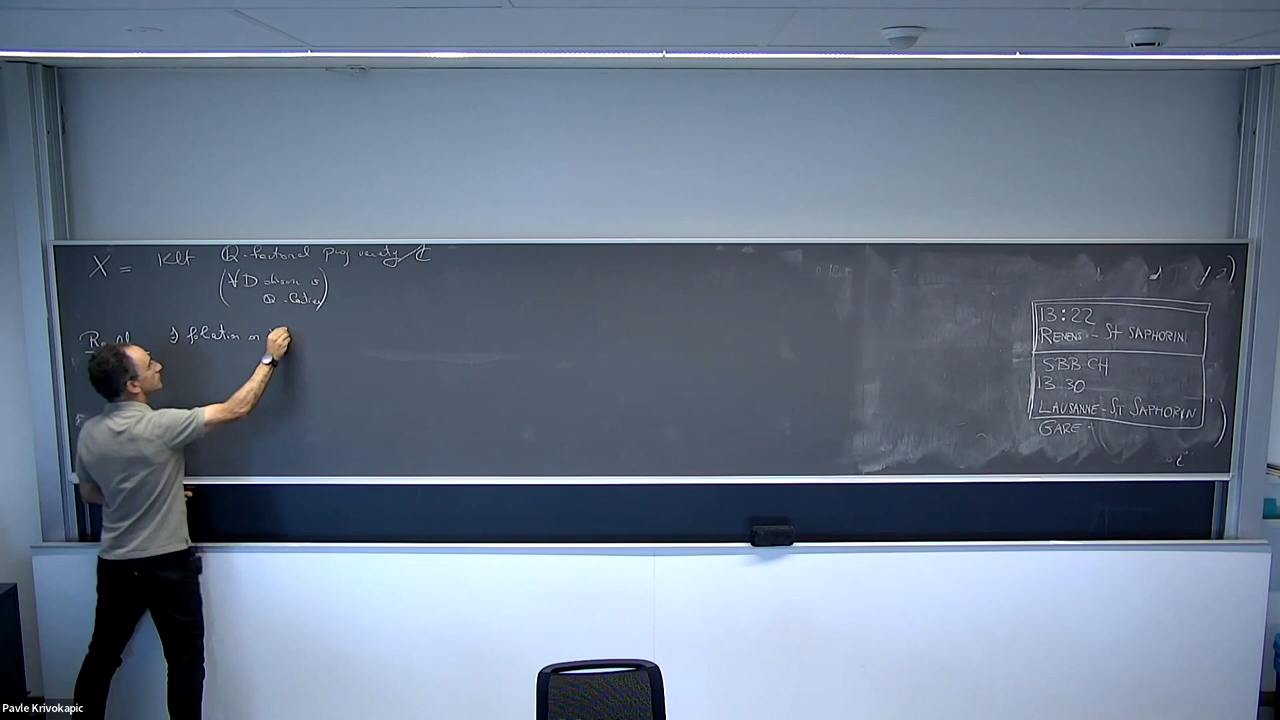 X = Klt Q-factorial proj variety / C
(∀ D divisor is
Q-Cartier)
F foliation on
13:22
RENENS - ST SAPHORIN
SBB CH
13 30
LAUSANNE - ST SAPHORIN
GARE
Pavle Krivokapic